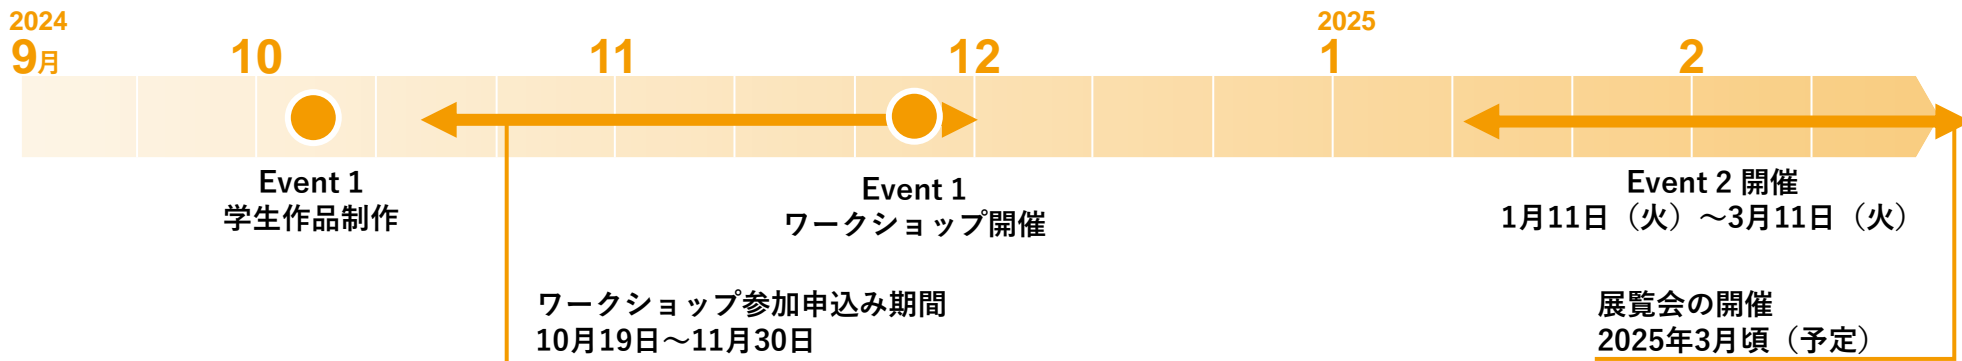 2024
2025
9月
10
11
12
1
2
Event 1
学生作品制作
Event 1
ワークショップ開催
Event 2 開催
1月11日（火）～3月11日（火）
ワークショップ参加申込み期間
10月19日～11月30日
展覧会の開催
2025年3月頃（予定）